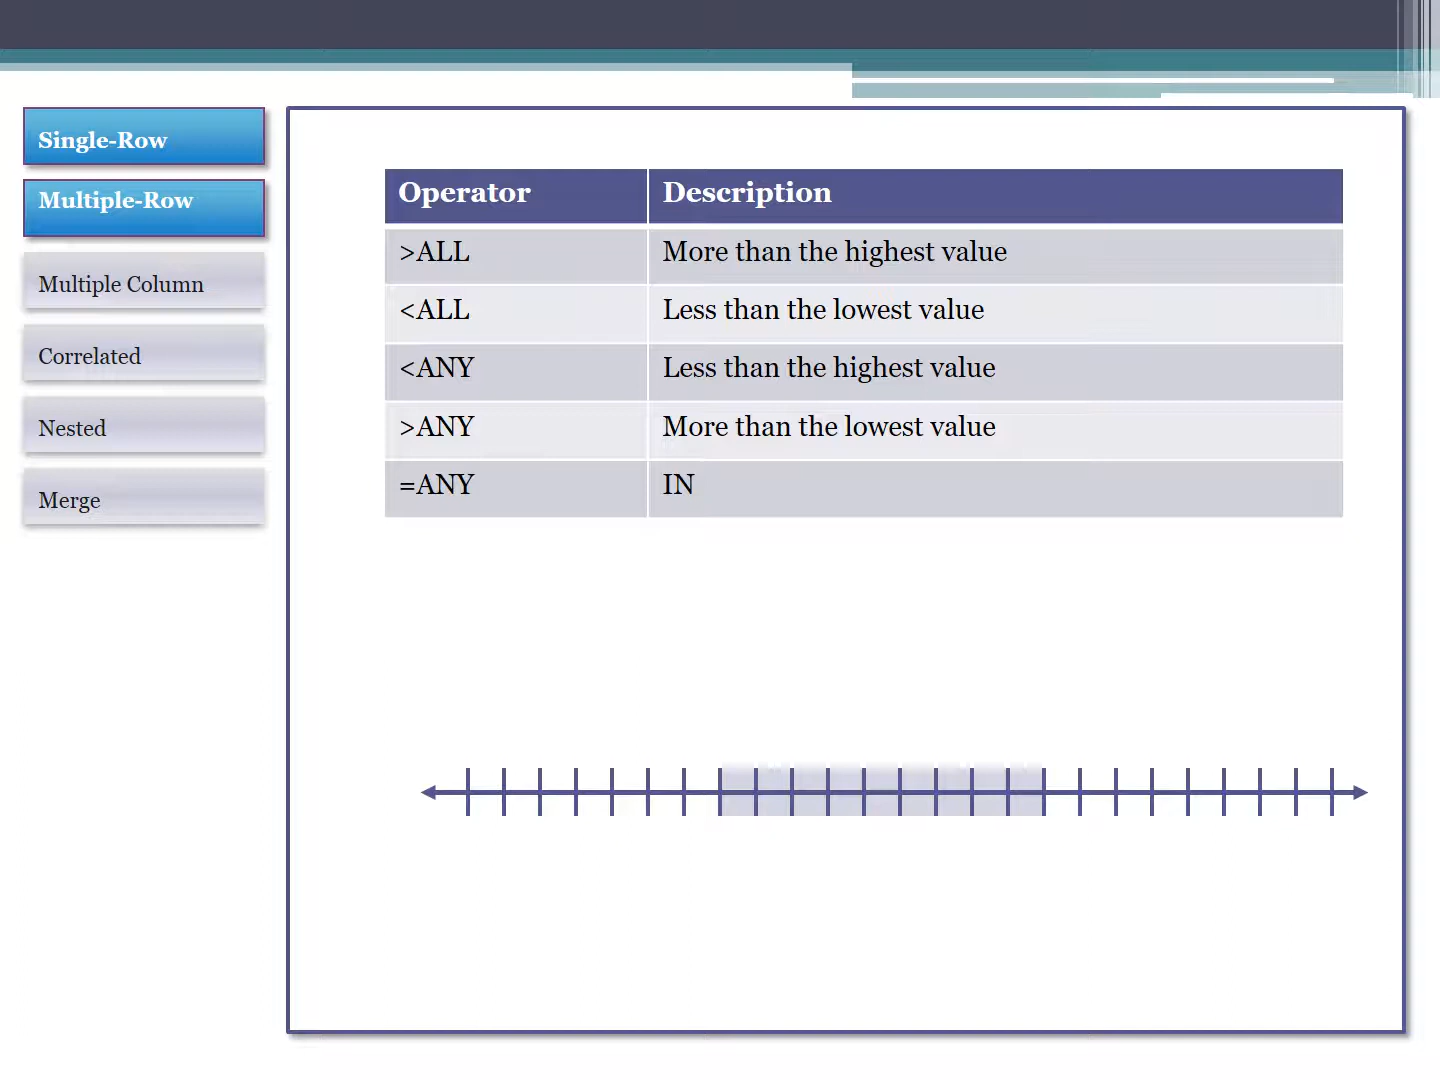 Single-Row
Multiple-Row
Multiple Column
Correlated
Nested
Merge
Operator Description
>ALL More than the highest value
<ALL Less than the lowest value
<ANY Less than the highest value
>ANY More than the lowest value
=ANY IN